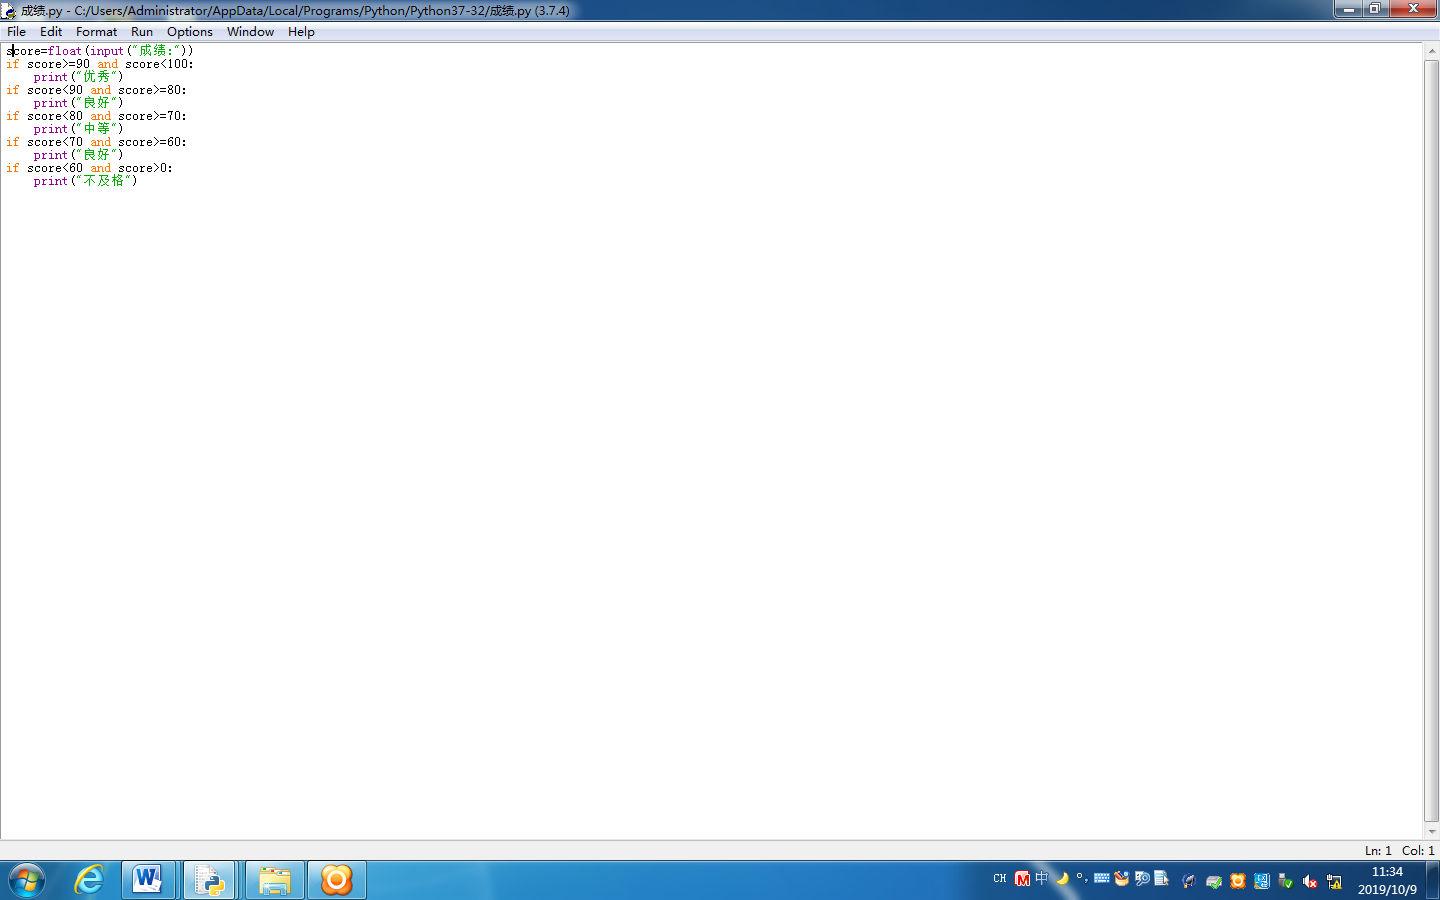 成绩.py - C:/Users/Administrator/AppData/Local/Programs/Python/Python37-32/成绩.py (3.7.4)
File Edit Format Run Options Window Help
score=float(input("成绩:"))
if score>=90 and score<100:
    print("优秀")
if score<90 and score>=80:
    print("良好")
if score<80 and score>=70:
    print("中等")
if score<70 and score>=60:
    print("良好")
if score<60 and score>0:
    print("不及格")
Ln: 1 Col: 1
CH M 中 11:34
2019/10/9